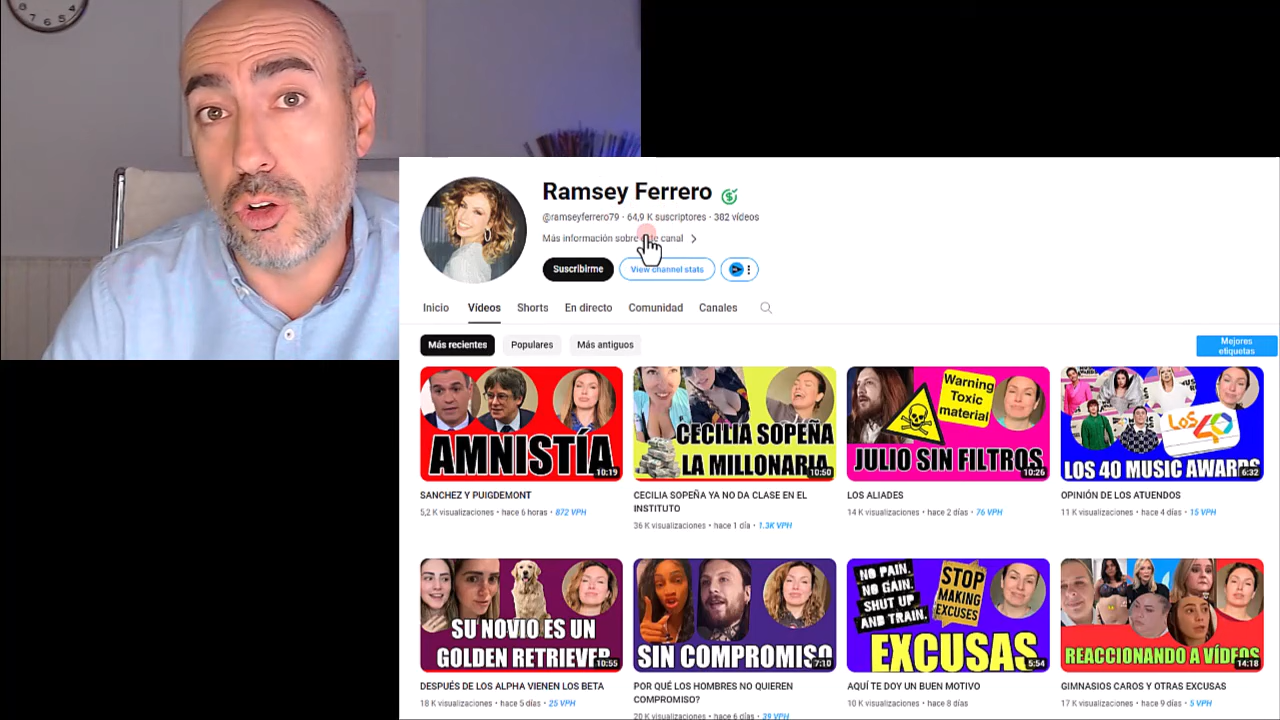 Ramsey Ferrero
@ramseyferrero79 · 64,9 K suscriptores · 382 vídeos
Más información sobre este canal
Suscribirme
View channel stats
Inicio
Vídeos
Shorts
En directo
Comunidad
Canales
Más recientes
Populares
Más antiguos
Mejores
etiquetas
AMNISTÍA
10:19
CECILIA SOPEÑA
LA MILLONARIA
10:50
Warning
Toxic
material
JULIO SIN FILTROS
10:26
LOS40
LOS 40 MUSIC AWARDS
6:32
SANCHEZ Y PUIGDEMONT
5,2 K visualizaciones · hace 6 horas · 872 VPH
CECILIA SOPEÑA YA NO DA CLASE EN EL
INSTITUTO
36 K visualizaciones · hace 1 día · 1.3K VPH
LOS ALIADES
14 K visualizaciones · hace 2 días · 76 VPH
OPINIÓN DE LOS ATUENDOS
11 K visualizaciones · hace 4 días · 15 VPH
SU NOVIO ES UN
GOLDEN RETRIEVER
10:55
SIN COMPROMISO
7:10
NO PAIN.
NO GAIN.
SHUT UP
AND TRAIN.
STOP
MAKING
EXCUSES
EXCUSAS
5:54
REACCIONANDO A VÍDEOS
14:18
DESPUÉS DE LOS ALPHA VIENEN LOS BETA
18 K visualizaciones · hace 5 días · 25 VPH
POR QUÉ LOS HOMBRES NO QUIEREN
COMPROMISO?
20 K visualizaciones · hace 6 días · 39 VPH
AQUÍ TE DOY UN BUEN MOTIVO
10 K visualizaciones · hace 8 días
GIMNASIOS CAROS Y OTRAS EXCUSAS
17 K visualizaciones · hace 9 días · 5 VPH